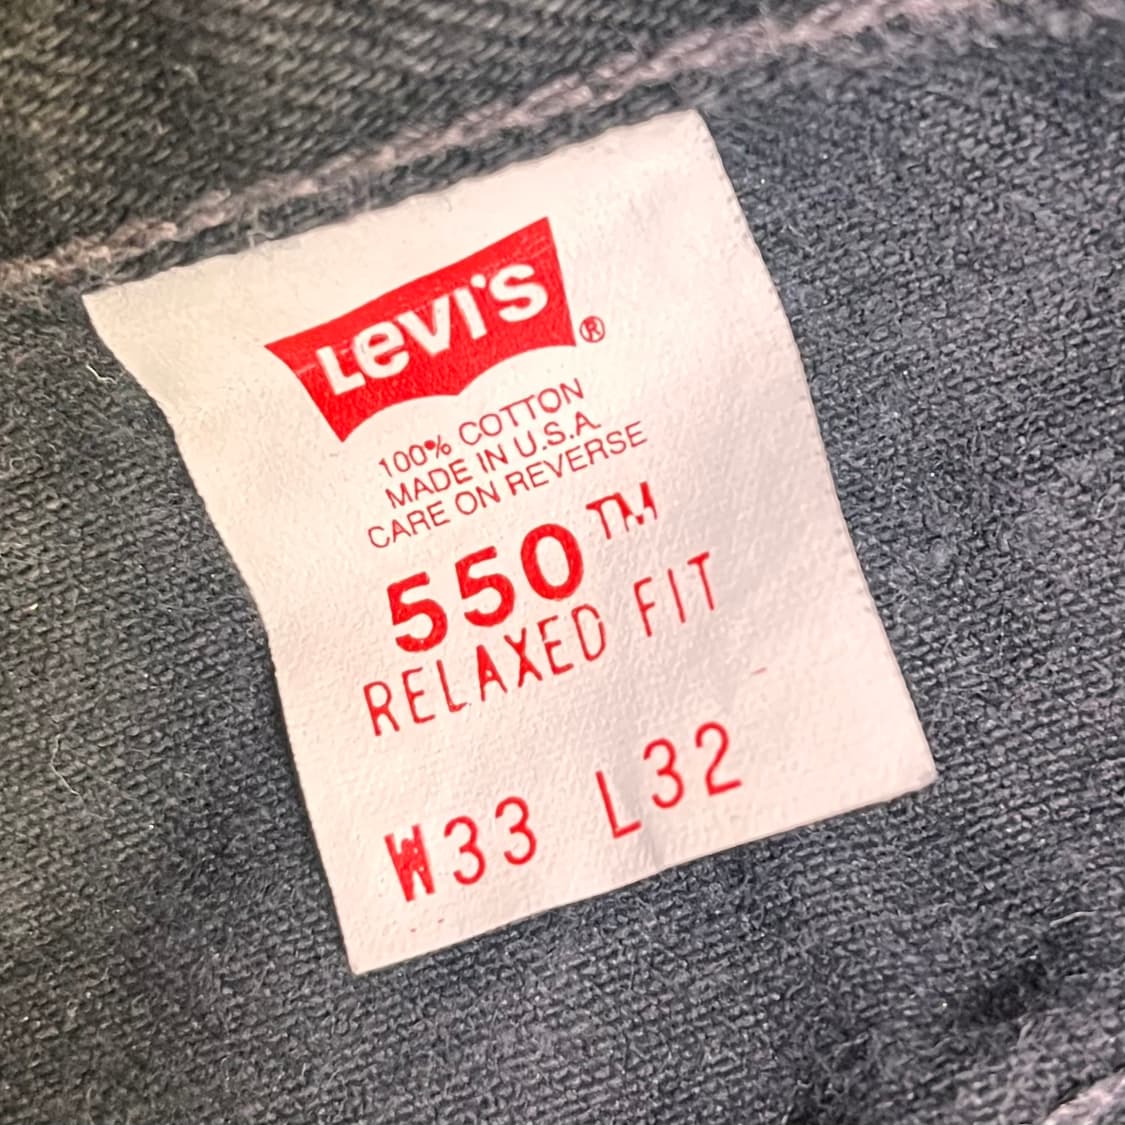 Levi's ®
100% COTTON
MADE IN U.S.A.
CARE ON REVERSE
550™
RELAXED FIT
W33 L32